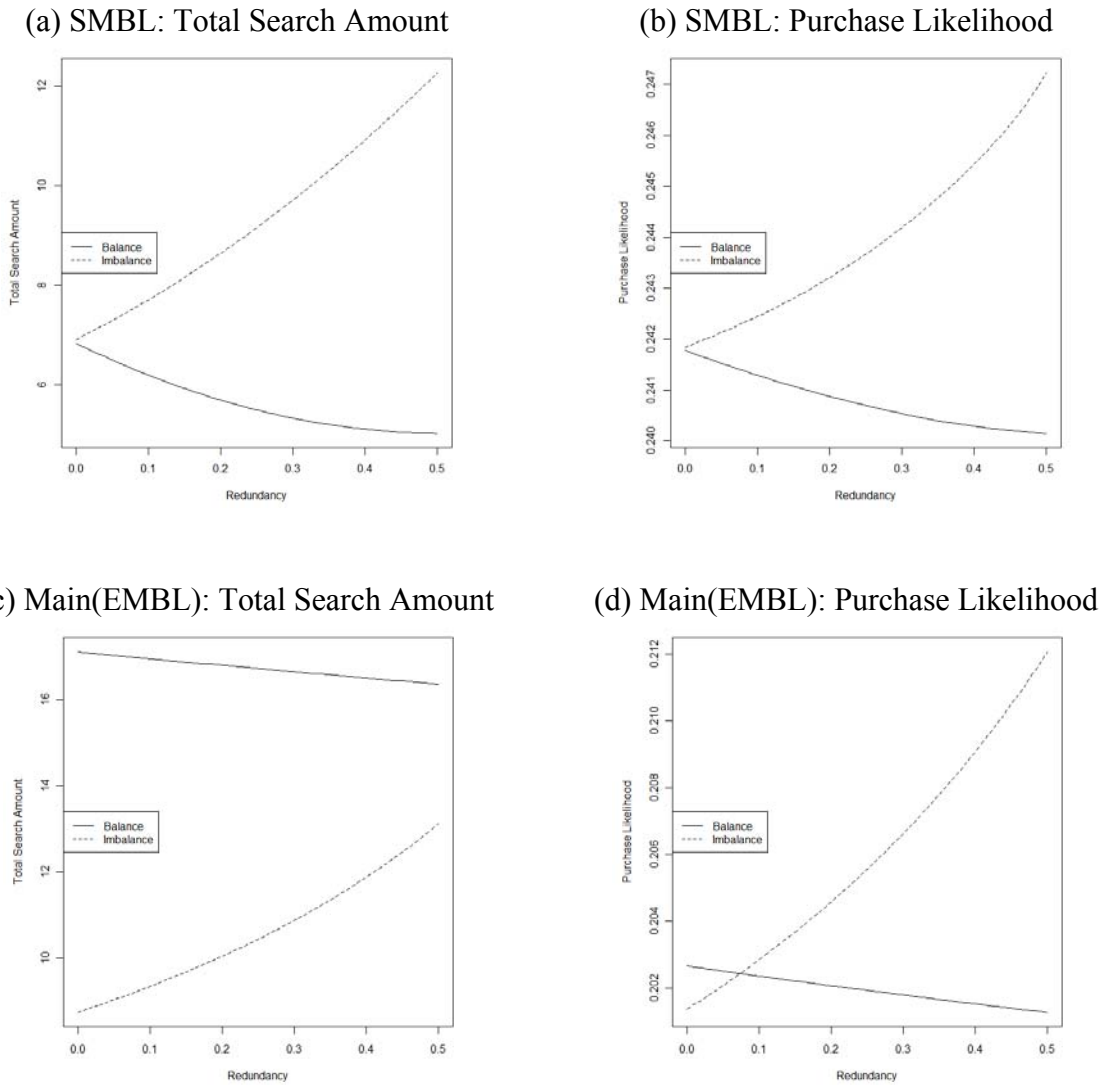 (a) SMBL: Total Search Amount
Total Search Amount
12
10
8
6
Balance
Imbalance
0.0 0.1 0.2 0.3 0.4 0.5
Redundancy
(b) SMBL: Purchase Likelihood
Purchase Likelihood
0.247
0.246
0.245
0.244
0.243
0.242
0.241
0.240
Balance
Imbalance
0.0 0.1 0.2 0.3 0.4 0.5
Redundancy
c) Main(EMBL): Total Search Amount
Total Search Amount
16
14
12
10
Balance
Imbalance
0.0 0.1 0.2 0.3 0.4 0.5
Redundancy
(d) Main(EMBL): Purchase Likelihood
Purchase Likelihood
0.212
0.210
0.208
0.206
0.204
0.202
Balance
Imbalance
0.0 0.1 0.2 0.3 0.4 0.5
Redundancy